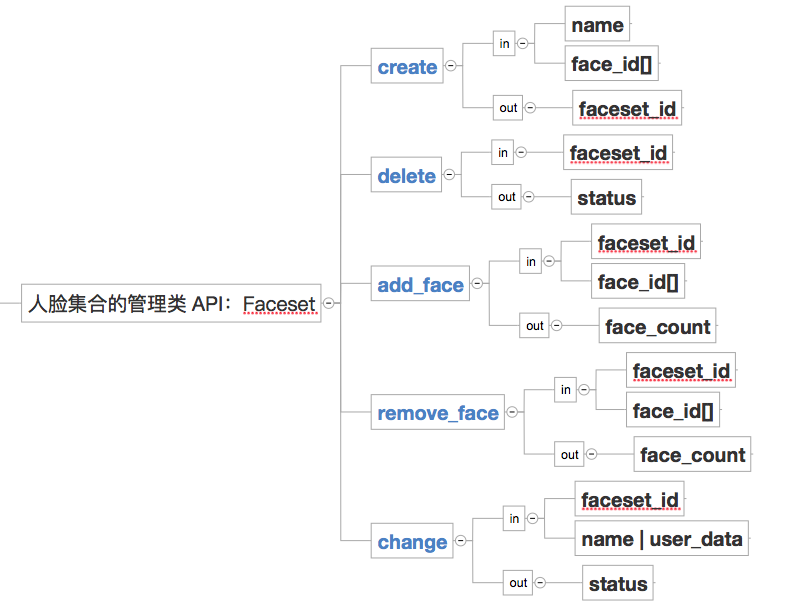 人脸集合的管理类 API：Faceset
create
in
name
face_id[]
out
faceset_id
delete
in
faceset_id
out
status
add_face
in
faceset_id
face_id[]
out
face_count
remove_face
in
faceset_id
face_id[]
out
face_count
change
in
faceset_id
name | user_data
out
status